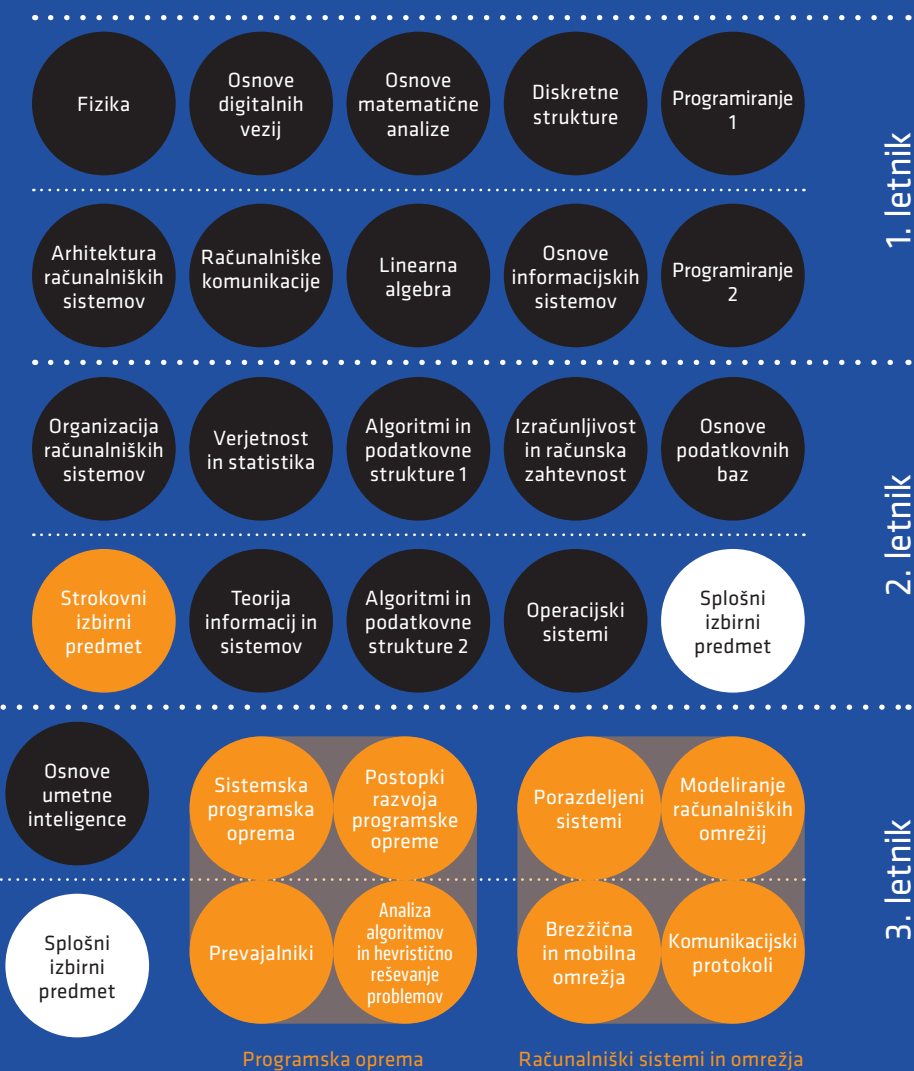 Fizika
Osnove
digitalnih
vezij
Osnove
matematične
analize
Diskretne
strukture
Programiranje
1
1. letnik
Arhitektura
računalniških
sistemov
Računalniške
komunikacije
Linearna
algebra
Osnove
informacijskih
sistemov
Programiranje
2
Organizacija
računalniških
sistemov
Verjetnost
in statistika
Algoritmi in
podatkovne
strukture 1
Izračunljivost
in računska
zahtevnost
Osnove
podatkovnih
baz
2. letnik
Strokovni
izbirni
predmet
Teorija
informacij in
sistemov
Algoritmi in
podatkovne
strukture 2
Operacijski
sistemi
Splošni
izbirni
predmet
Osnove
umetne
inteligence
Sistemska
programska
oprema
Postopki
razvoja
programske
opreme
Porazdeljeni
sistemi
Modeliranje
računalniških
omrežij
3. letnik
Splošni
izbirni
predmet
Prevajalniki
Analiza
algoritmov
in hevristično
reševanje
problemov
Brezžična
in mobilna
omrežja
Komunikacijski
protokoli
Programska oprema
Računalniški sistemi in omrežja